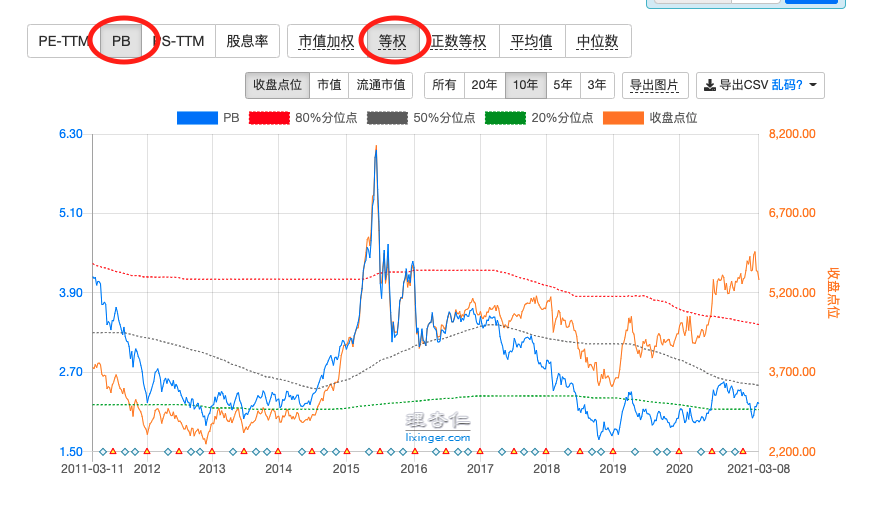 PE-TTM PB PS-TTM 股息率 市值加权 等权 正数等权 平均值 中位数
收盘点位 市值 流通市值 所有 20年 10年 5年 3年 导出图片 导出CSV 乱码?
PB 80%分位点 50%分位点 20%分位点 收盘点位
6.30 8,200.00
5.10 6,700.00
3.90 5,200.00
收盘点位
2.70 3,700.00
理杏仁
lixinger.com
1.50 2,200.00
2011-03-11 2012 2013 2014 2015 2016 2017 2018 2019 2020 2021-03-08